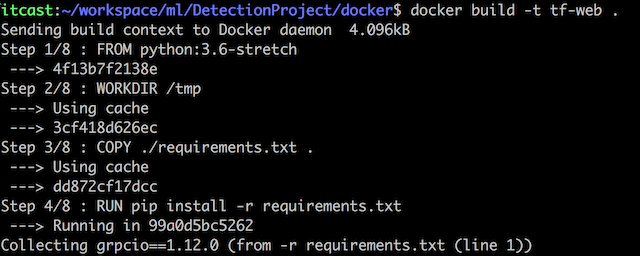 itcast:~/workspace/ml/DetectionProject/docker$ docker build -t tf-web .
Sending build context to Docker daemon  4.096kB
Step 1/8 : FROM python:3.6-stretch
 ---> 4f13b7f2138e
Step 2/8 : WORKDIR /tmp
 ---> Using cache
 ---> 3cf418d626ec
Step 3/8 : COPY ./requirements.txt .
 ---> Using cache
 ---> dd872cf17dcc
Step 4/8 : RUN pip install -r requirements.txt
 ---> Running in 99a0d5bc5262
Collecting grpcio==1.12.0 (from -r requirements.txt (line 1))